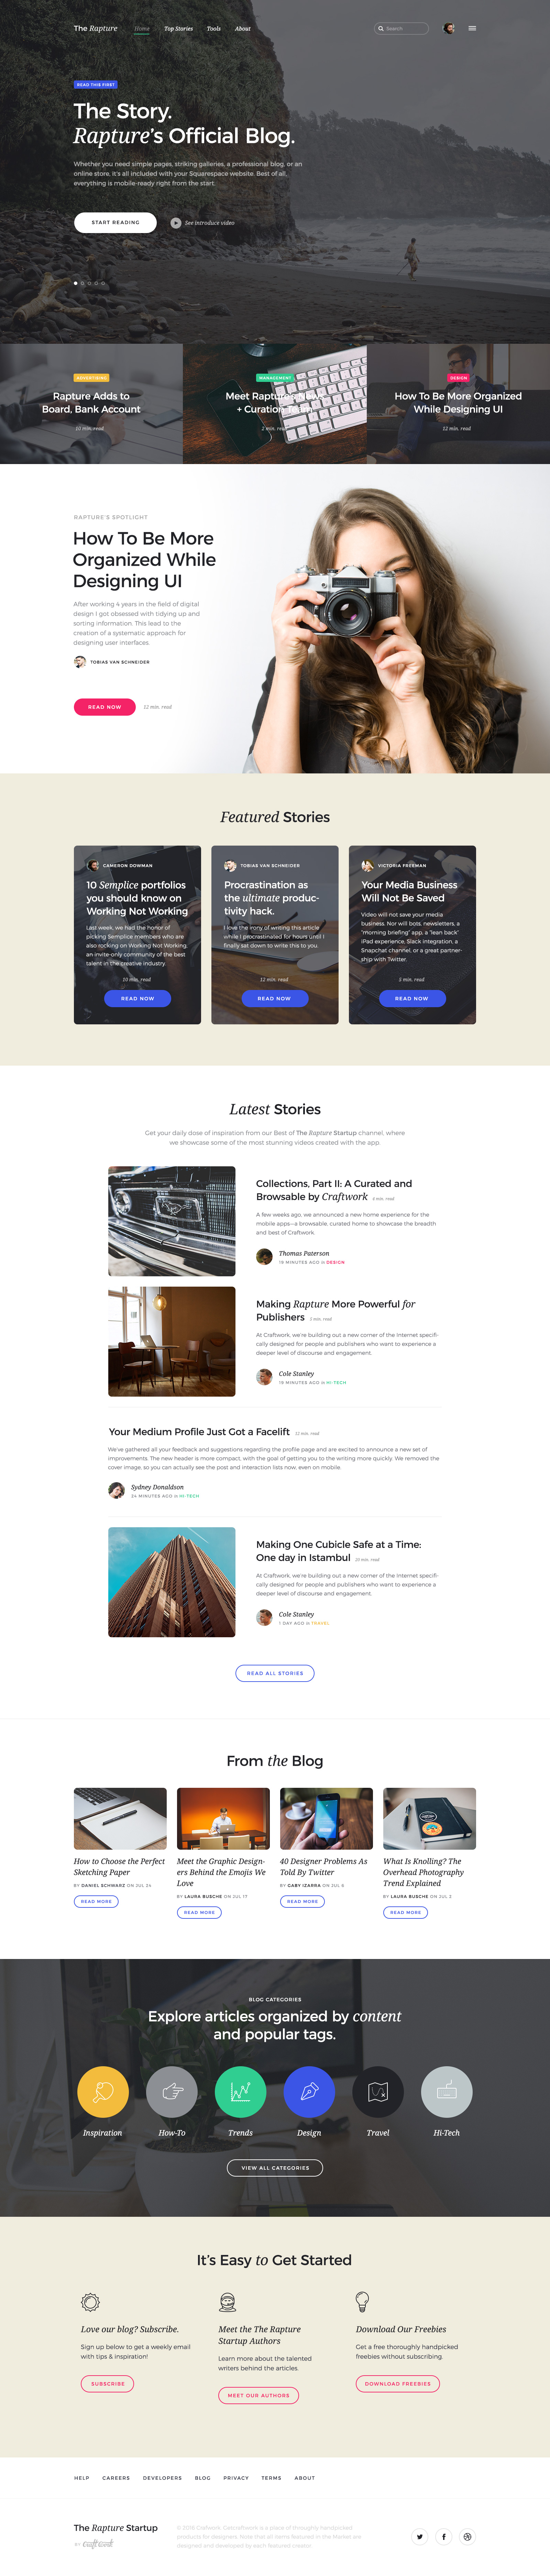 The Rapture
Home Top Stories Tools About
Search
READ THIS FIRST
The Story.
Rapture's Official Blog.
Whether you need simple pages, striking galleries, a professional blog, or an
online store, it's all included with your Squarespace website. Best of all,
everything is mobile-ready right from the start.
START READING
See introduce video
ADVERTISING
Rapture Adds to
Board, Bank Account
10 min.read
MANAGEMENT
Meet Rapture's New
+ Curation Team
2 min. read
DESIGN
How To Be More Organized
While Designing UI
12 min. read
RAPTURE'S SPOTLIGHT
How To Be More
Organized While
Designing UI
After working 4 years in the field of digital
design I got obsessed with tidying up and
sorting information. This lead to the
creation of a systematic approach for
designing user interfaces.
TOBIAS VAN SCHNEIDER
READ NOW
12 min. read
Featured Stories
CAMERON DOWMAN
10 Semplice portfolios
you should know on
Working Not Working
Last week, we had the honor of
picking Semplice members who are
also rocking on Working Not Working,
an invite-only community of the best
talent in the creative industry.
10 min. read
READ NOW
TOBIAS VAN SCHNEIDER
Procrastination as
the ultimate produc-
tivity hack.
I love the irony of writing this article
which I procrastinated for hours until I
finally sat down to write this to you.
12 min. read
READ NOW
VICTORIA FREEMAN
Your Media Business
Will Not Be Saved
Video will not save your media
business. Nor will bots, newsletters, a
"morning briefing" app, a "lean back"
iPad experience, Slack integration, a
Snapchat channel, or a great partner-
ship with Twitter.
5 min. read
READ NOW
Latest Stories
Get your daily dose of inspiration from our Best of The Rapture Startup channel, where
we showcase some of the most stunning videos created with the app.
Collections, Part II: A Curated and
Browsable by Craftwork 3 min. read
A few weeks ago, we announced a new home experience for the
mobile apps—a browsable, curated home to showcase the breadth
and best of Craftwork.
Thomas Paterson
16 MINUTES AGO in DESIGN
Making Rapture More Powerful for
Publishers 5 min. read
At Craftwork, we're building out a new corner of the Internet specifi-
cally designed for people and publishers who want to experience a
deeper level of discourse and engagement.
Cole Stanley
16 MINUTES AGO in HI-TECH
Your Medium Profile Just Got a Facelift 12 min. read
We've gathered all your feedback and suggestions regarding the profile page and are excited to announce a new set of
improvements. The new header is more compact, with the goal of getting you to the writing more quickly. We removed the
cover image, so you can actually see the post and interaction lists now, even on mobile.
Sydney Donaldson
24 MINUTES AGO in HI-TECH
Making One Cubicle Safe at a Time:
One day in Istambul 20 min. read
At Craftwork, we're building out a new corner of the Internet specifi-
cally designed for people and publishers who want to experience a
deeper level of discourse and engagement.
Cole Stanley
1 DAY AGO in TRAVEL
READ ALL STORIES
From the Blog
How to Choose the Perfect
Sketching Paper
BY DANIEL SCHWARZ ON JUL 24
READ MORE
Meet the Graphic Design-
ers Behind the Emojis We
Love
BY LAURA BUSCHE ON JUL 17
READ MORE
40 Designer Problems As
Told By Twitter
BY GABY IZARRA ON JUL 6
READ MORE
What Is Knolling? The
Overhead Photography
Trend Explained
BY LAURA BUSCHE ON JUL 2
READ MORE
BLOG CATEGORIES
Explore articles organized by content
and popular tags.
Inspiration
How-To
Trends
Design
Travel
Hi-Tech
VIEW ALL CATEGORIES
It's Easy to Get Started
Love our blog? Subscribe.
Sign up below to get a weekly email
with tips & inspiration!
SUBSCRIBE
Meet the The Rapture
Startup Authors
Learn more about the talented
writers behind the articles.
MEET OUR AUTHORS
Download Our Freebies
Get a free thoroughly handpicked
freebies without subscribing.
DOWNLOAD FREEBIES
HELP CAREERS DEVELOPERS BLOG PRIVACY TERMS ABOUT
The Rapture Startup
BY Craftwork
© 2016 Craftwork. Getcraftwork is a place of thoroughly handpicked
products for designers. Note that all items featured in the Market are
designed and developed by each featured creator.